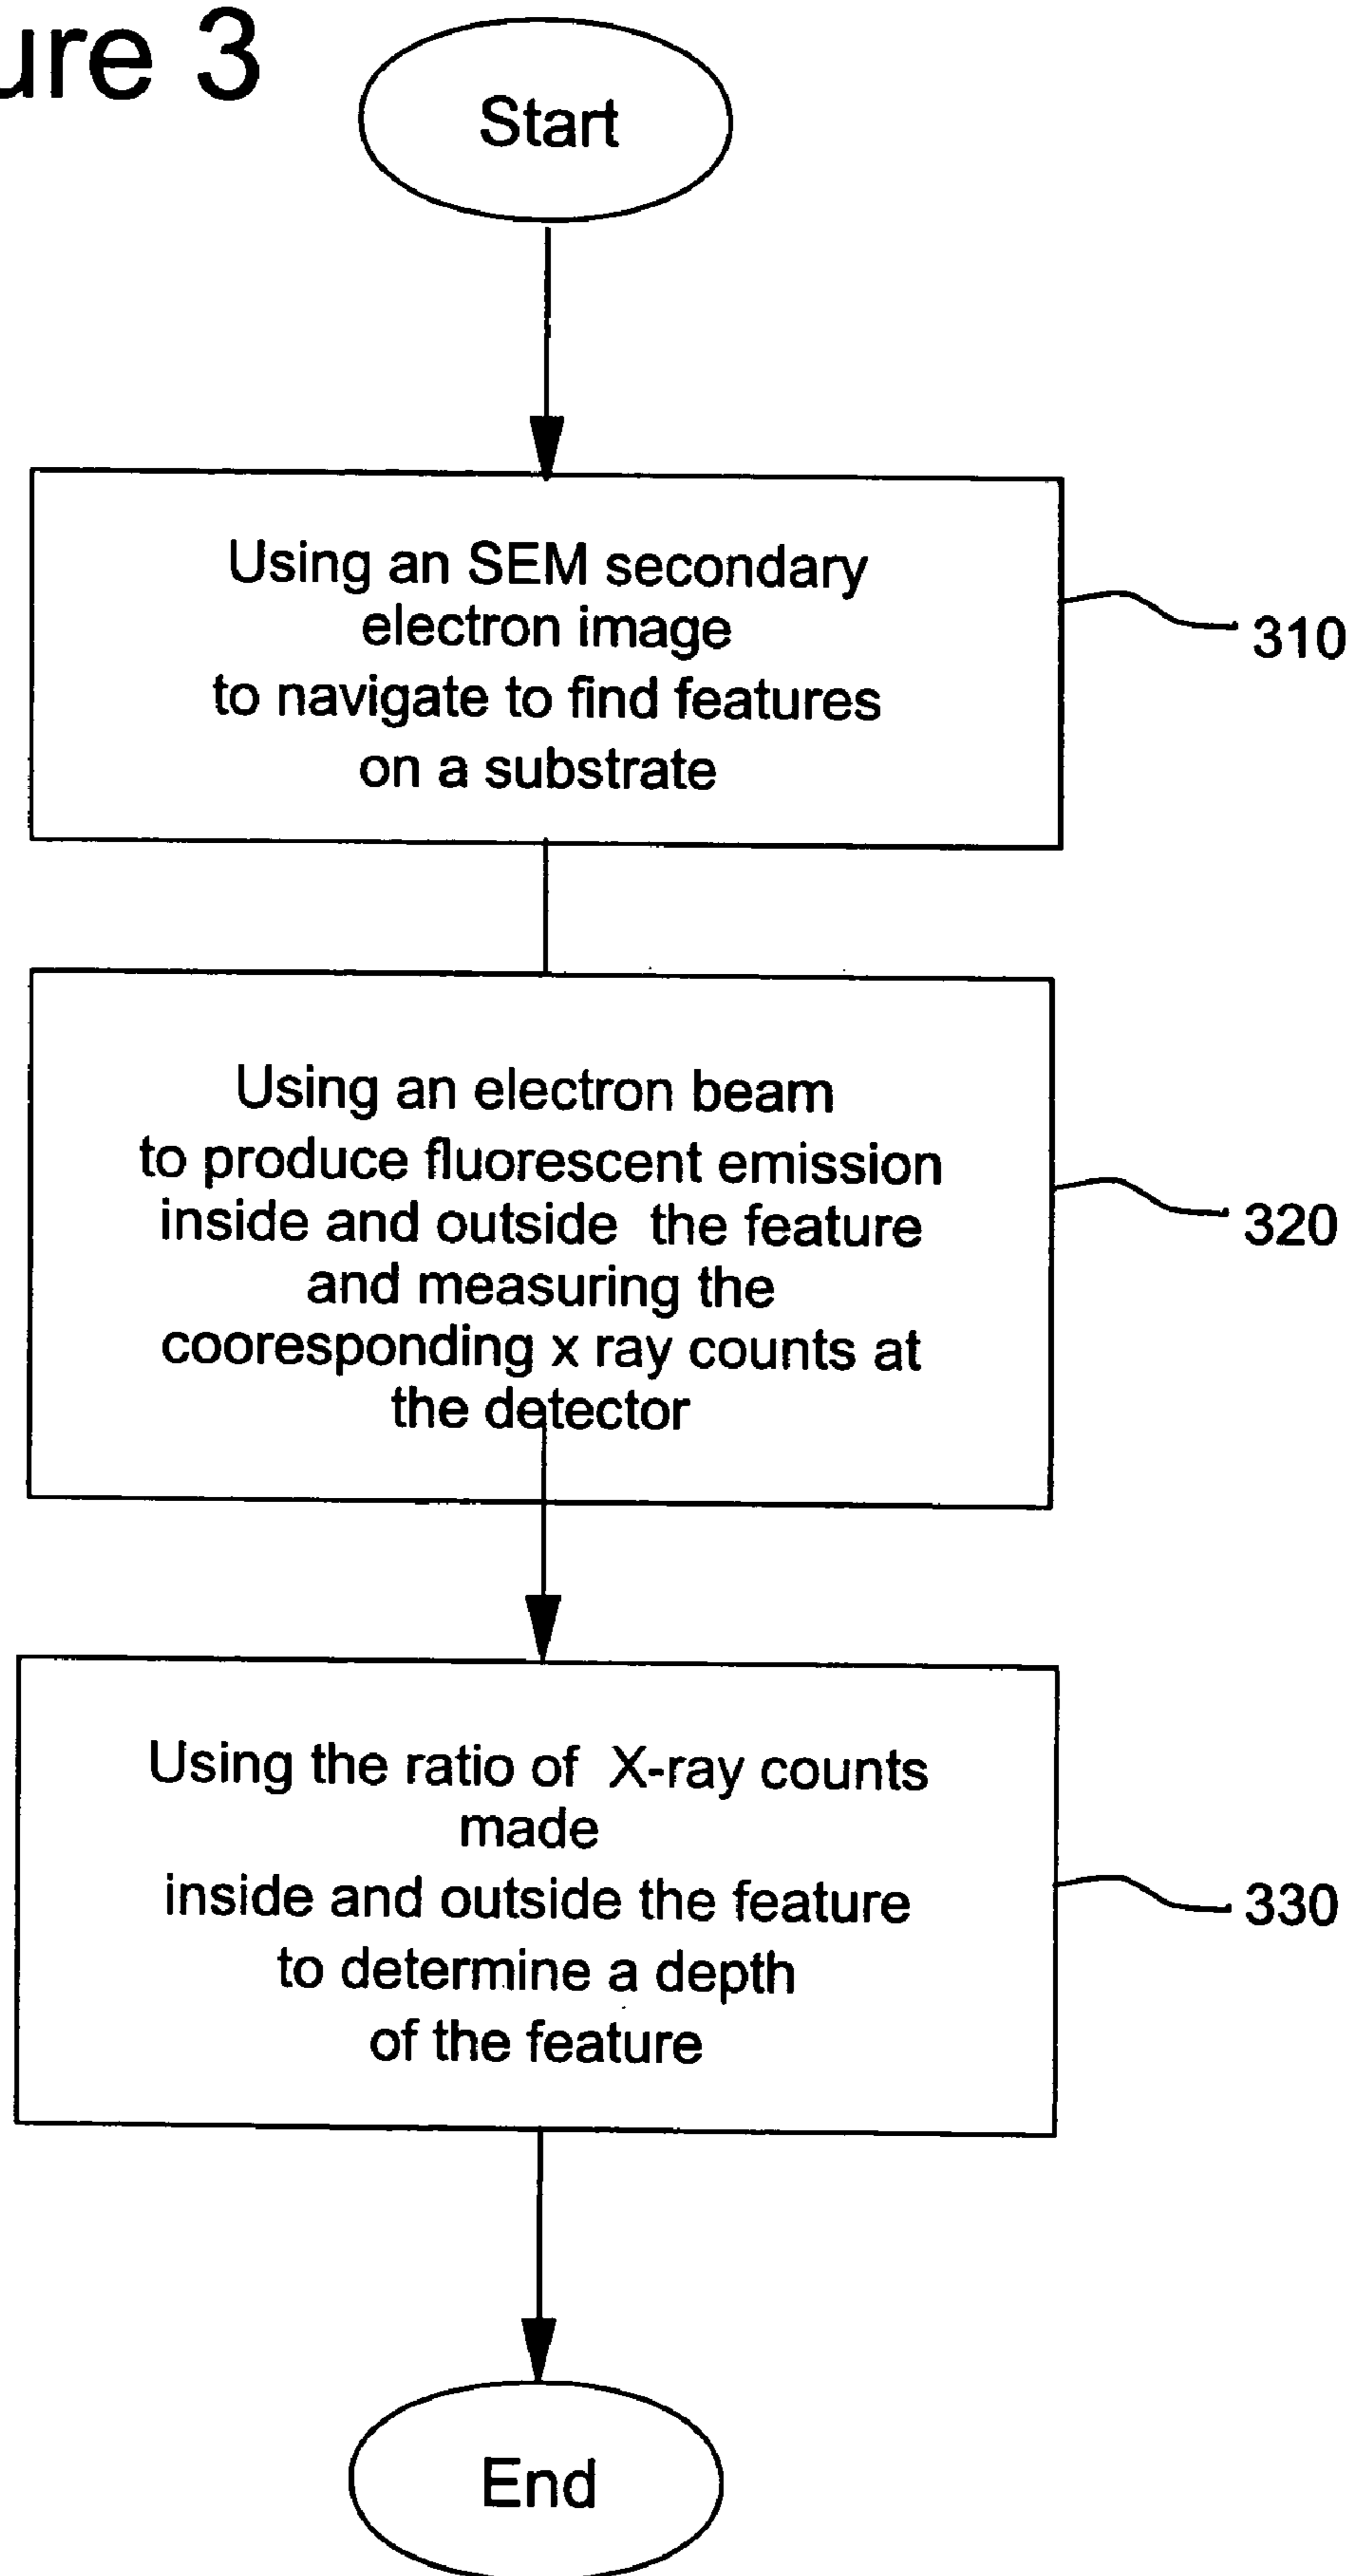 ure 3
Start
Using an SEM secondary
electron image
to navigate to find features
on a substrate
310
Using an electron beam
to produce fluorescent emission
inside and outside the feature
and measuring the
cooresponding x ray counts at
the detector
320
Using the ratio of X-ray counts
made
inside and outside the feature
to determine a depth
of the feature
330
End